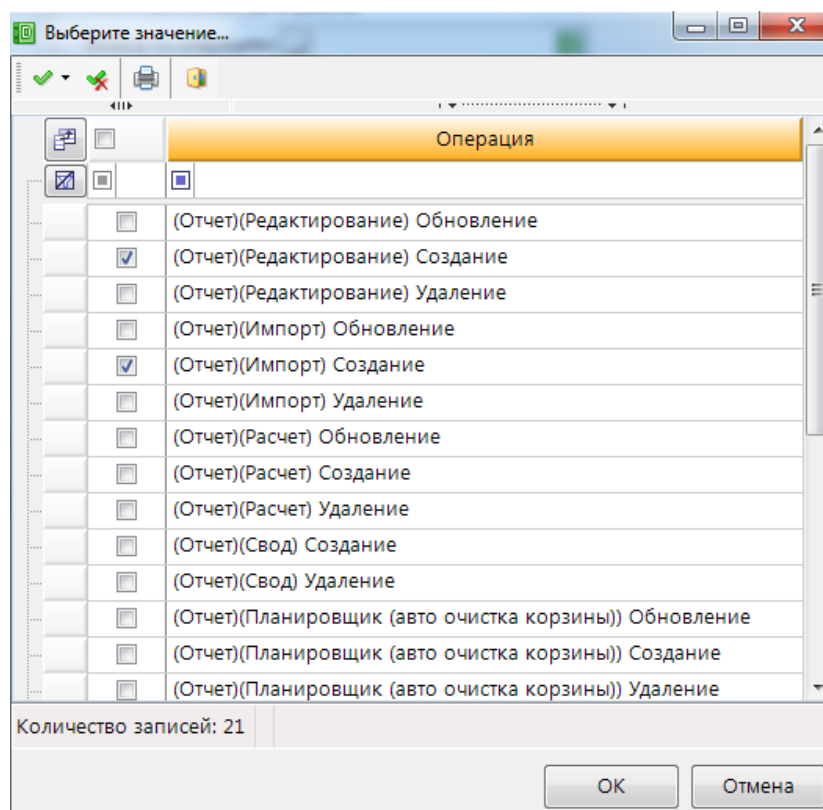 Выберите значение...
Операция
(Отчет)(Редактирование) Обновление
(Отчет)(Редактирование) Создание
(Отчет)(Редактирование) Удаление
(Отчет)(Импорт) Обновление
(Отчет)(Импорт) Создание
(Отчет)(Импорт) Удаление
(Отчет)(Расчет) Обновление
(Отчет)(Расчет) Создание
(Отчет)(Расчет) Удаление
(Отчет)(Свод) Создание
(Отчет)(Свод) Удаление
(Отчет)(Планировщик (авто очистка корзины)) Обновление
(Отчет)(Планировщик (авто очистка корзины)) Создание
(Отчет)(Планировщик (авто очистка корзины)) Удаление
Количество записей: 21
ОК Отмена